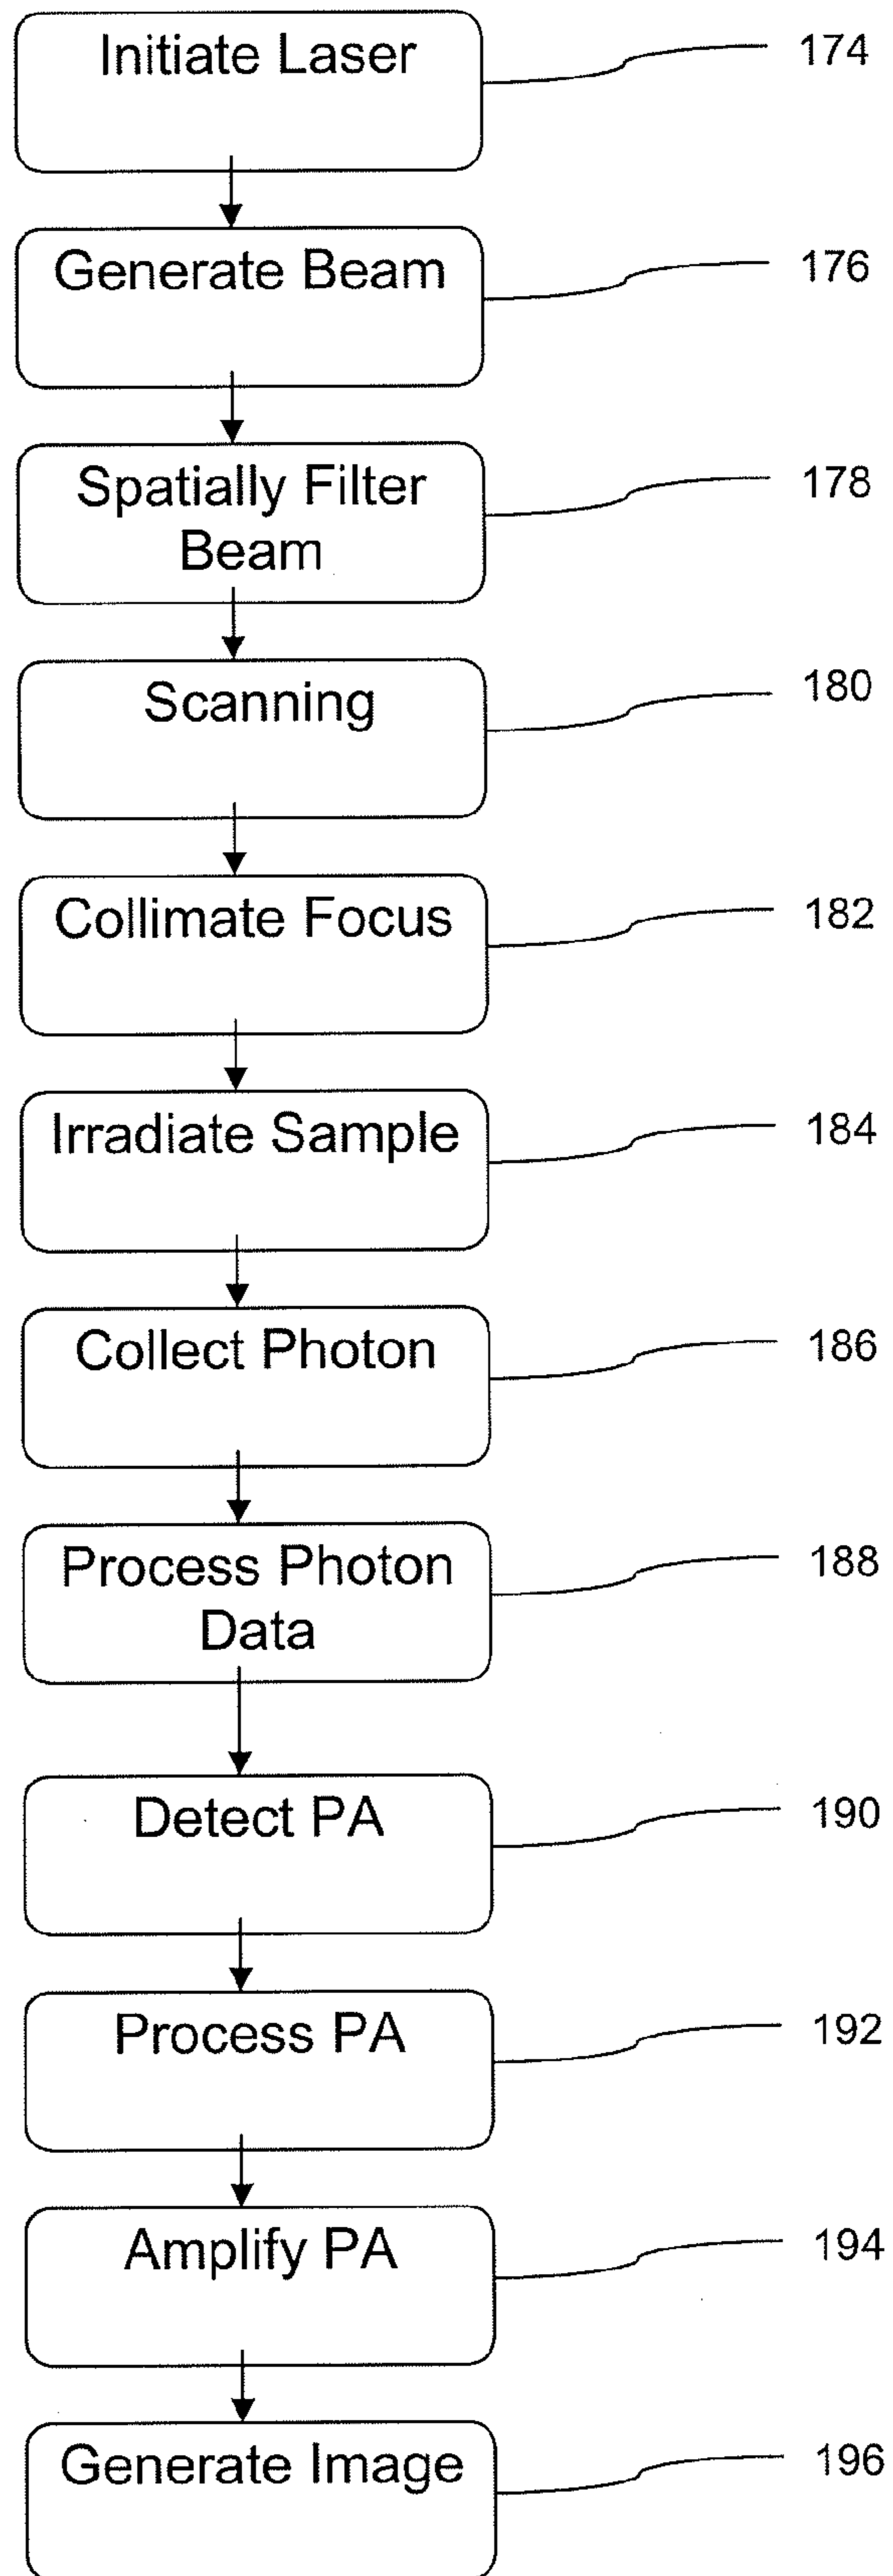 Initiate Laser
174
Generate Beam
176
Spatially Filter
Beam
178
Scanning
180
Collimate Focus
182
Irradiate Sample
184
Collect Photon
186
Process Photon
Data
188
Detect PA
190
Process PA
192
Amplify PA
194
Generate Image
196